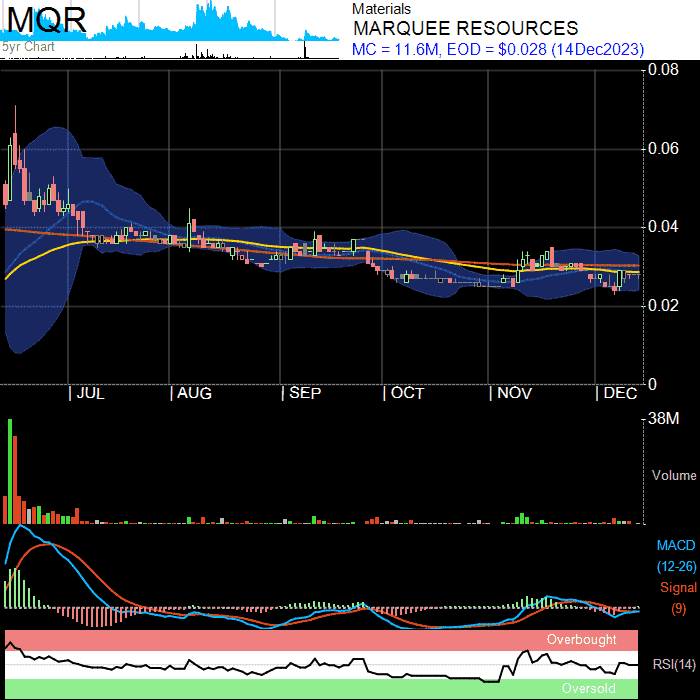 MQR
5yr Chart
Materials
MARQUEE RESOURCES
MC = 11.6M, EOD = $0.028 (14Dec2023)
0.08
0.06
0.04
0.02
0
| JUL | AUG | SEP | OCT | NOV | DEC
38M
Volume
MACD
(12-26)
Signal
(9)
Overbought
RSI(14)
Oversold